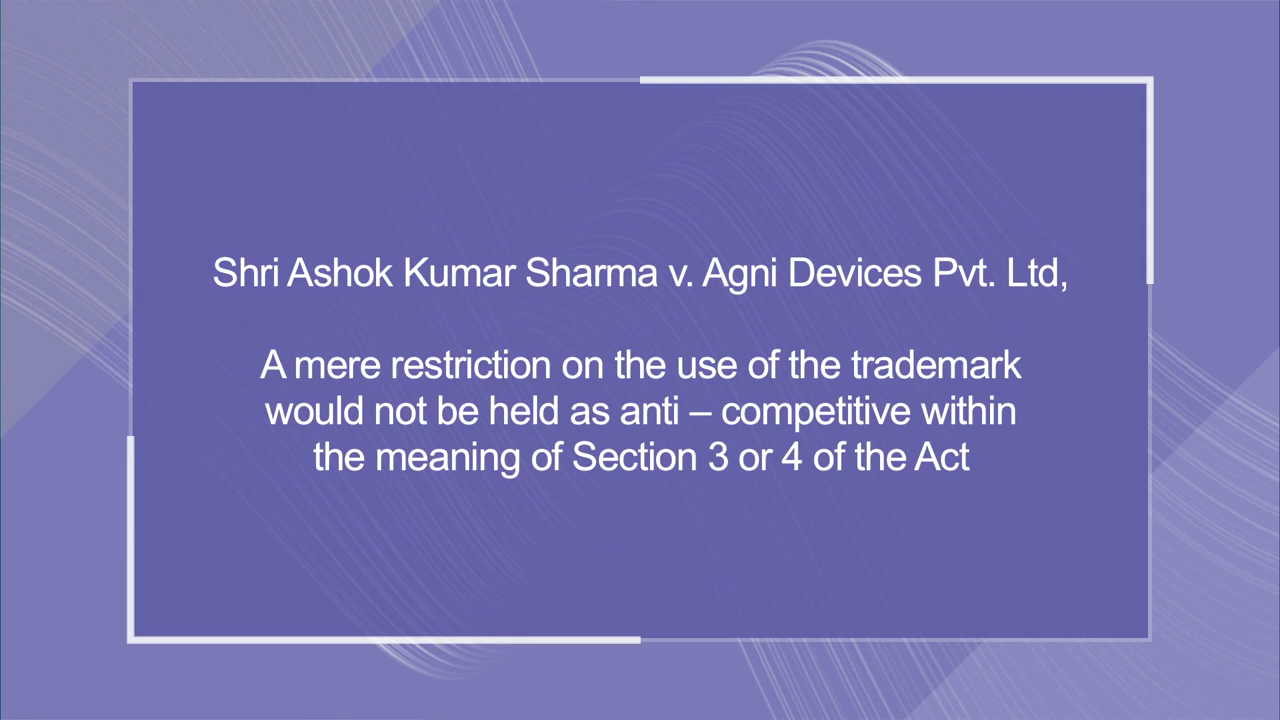 Shri Ashok Kumar Sharma v. Agni Devices Pvt. Ltd,
A mere restriction on the use of the trademark
would not be held as anti – competitive within
the meaning of Section 3 or 4 of the Act